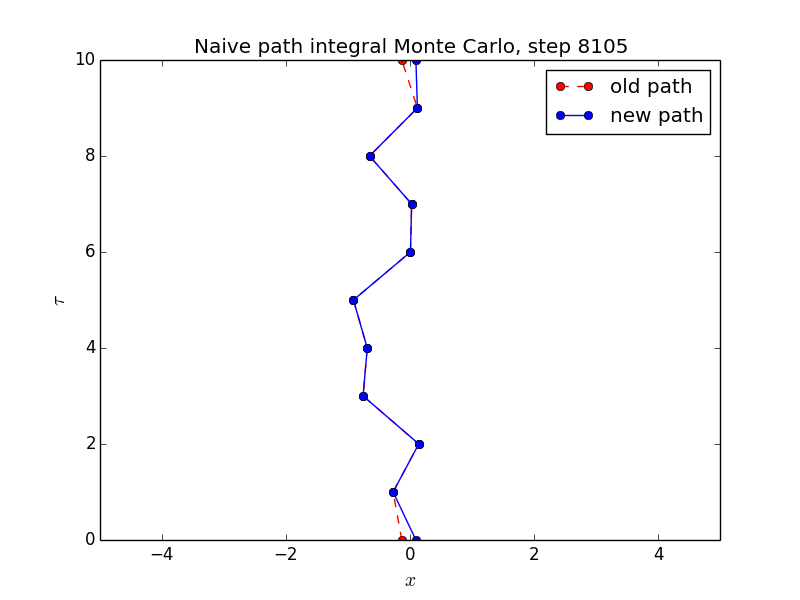 Naive path integral Monte Carlo, step 8105
old path
new path
10
8
6
4
2
0
τ
−4
−2
0
2
4
x